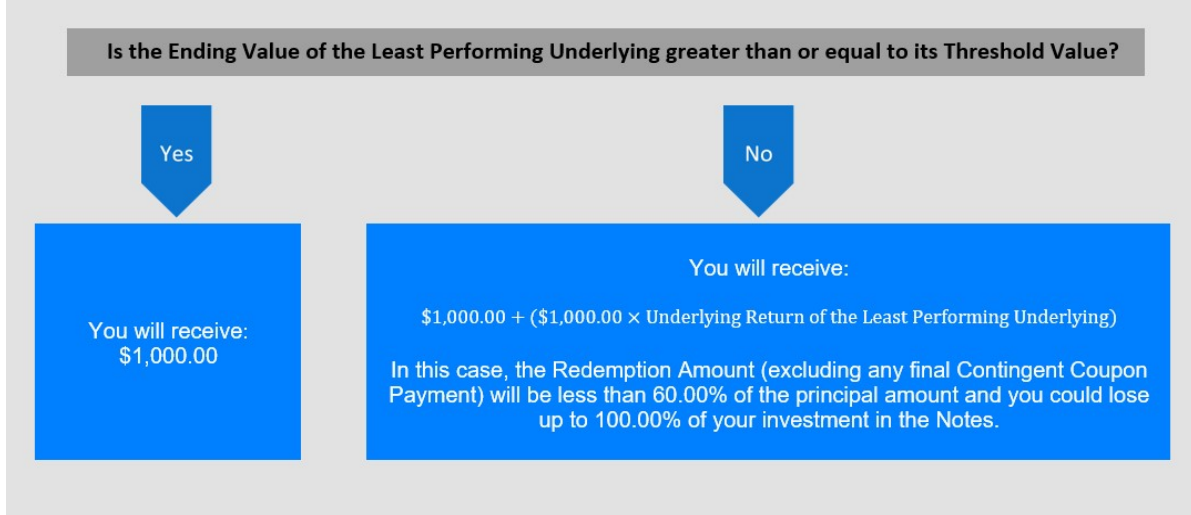 Is the Ending Value of the Least Performing Underlying greater than or equal to its Threshold Value?
Yes
No
You will receive:
$1,000.00
You will receive:
$1,000.00 + ($1,000.00 × Underlying Return of the Least Performing Underlying)
In this case, the Redemption Amount (excluding any final Contingent Coupon
Payment) will be less than 60.00% of the principal amount and you could lose
up to 100.00% of your investment in the Notes.